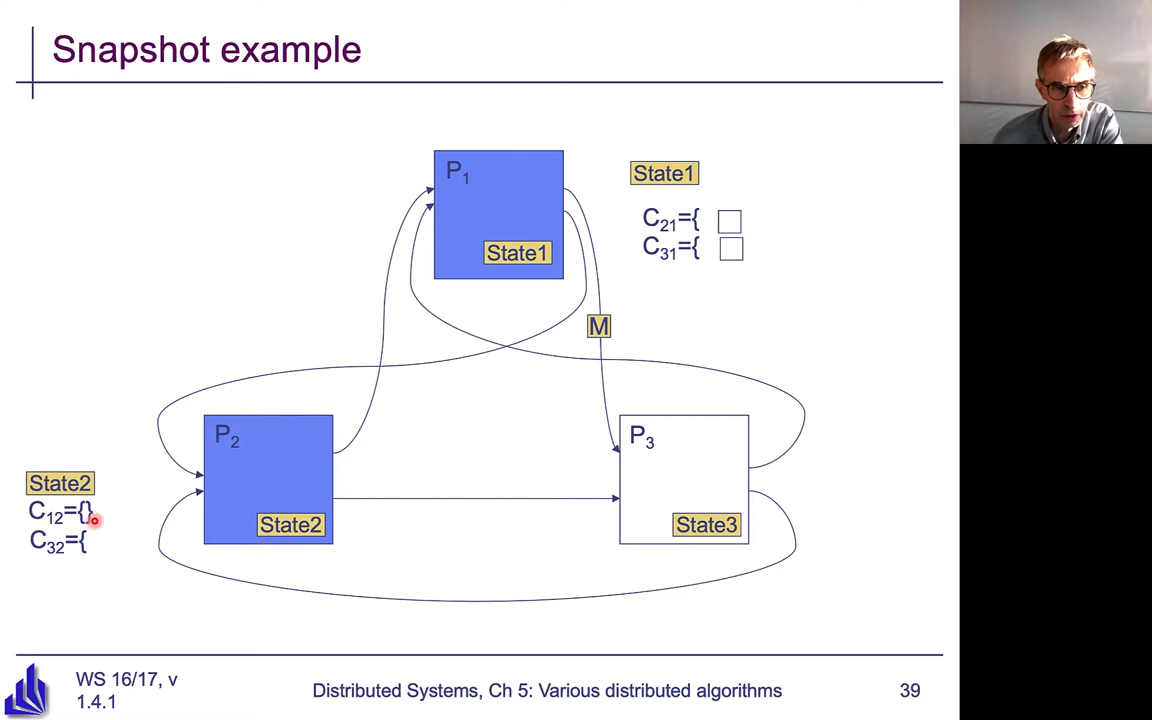 Snapshot example
P1
State1
State1
C21={
C31={
M
P2
State2
P3
State3
State2
C12={}
C32={
WS 16/17, v
1.4.1
Distributed Systems, Ch 5: Various distributed algorithms
39